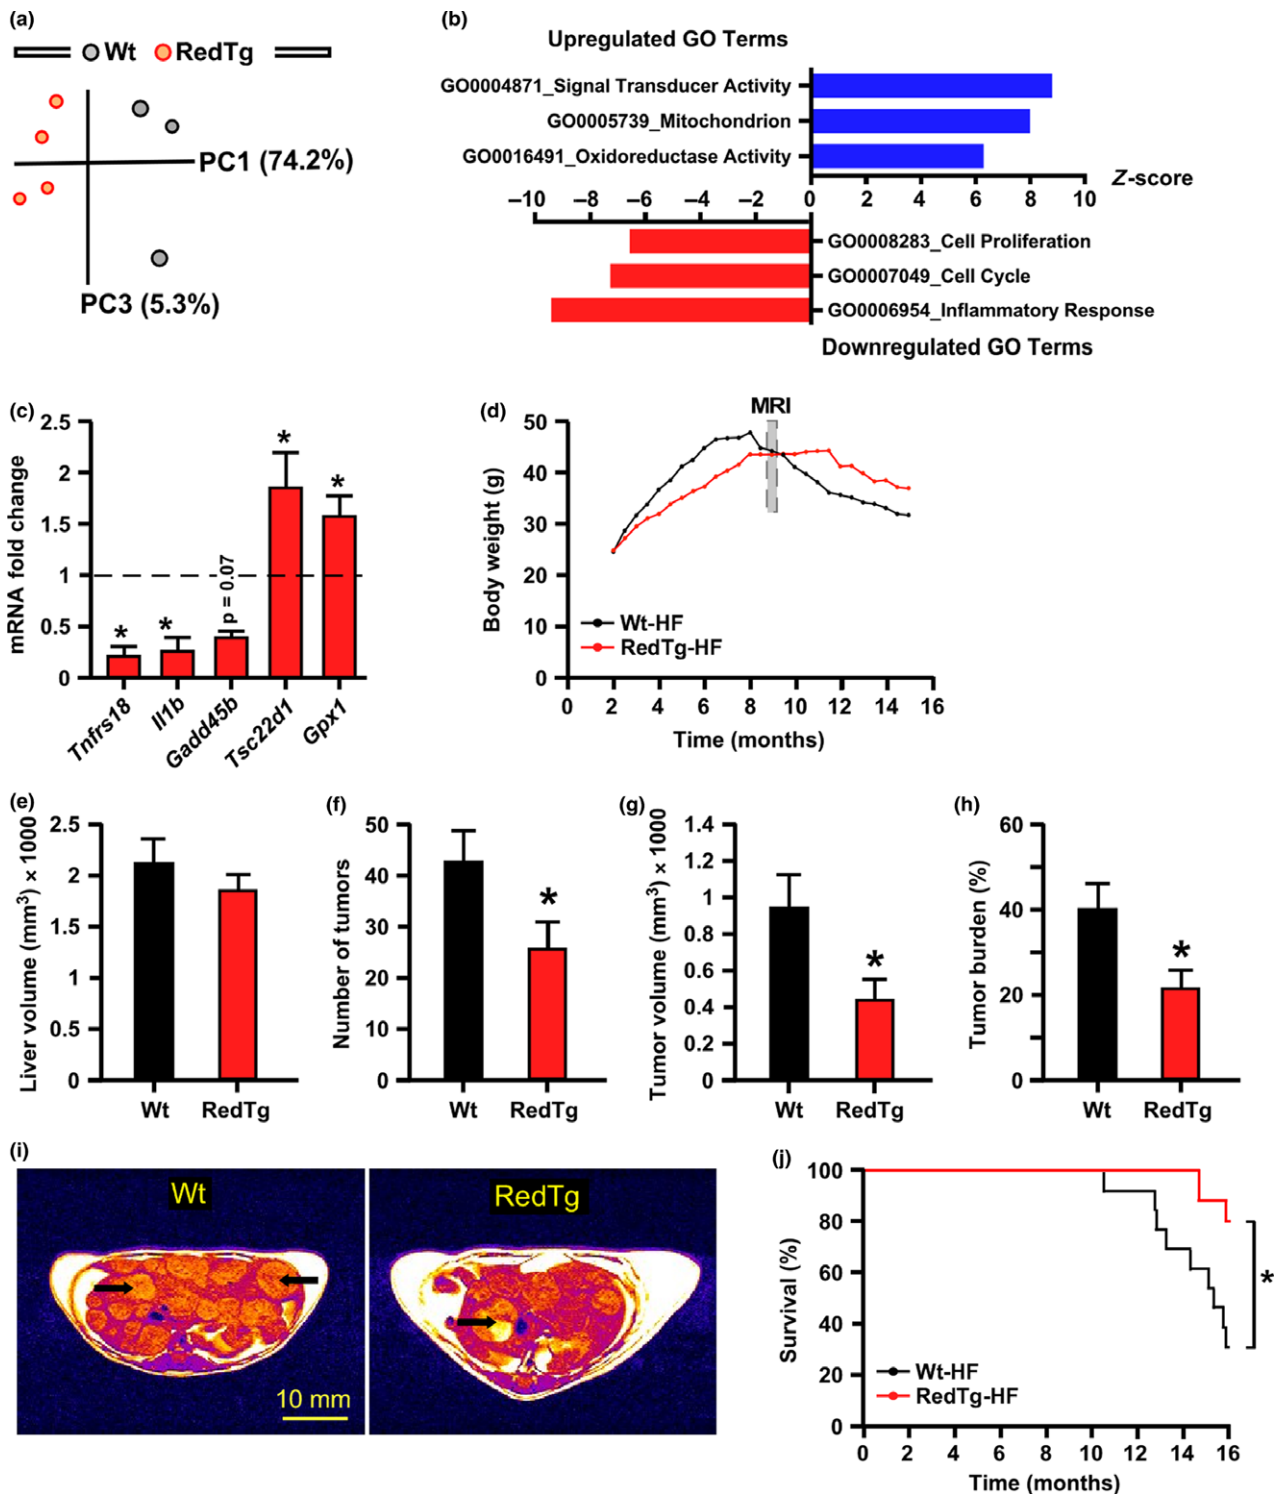 (a)
Wt RedTg
PC1 (74.2%)
PC3 (5.3%)
(b)
Upregulated GO Terms
GO0004871_Signal Transducer Activity
GO0005739_Mitochondrion
GO0016491_Oxidoreductase Activity
0 2 4 6 8 10
Z-score
–10 –8 –6 –4 –2
GO0008283_Cell Proliferation
GO0007049_Cell Cycle
GO0006954_Inflammatory Response
Downregulated GO Terms
(c)
mRNA fold change
2.5
2
1.5
1
0.5
0
* * p = 0.07 * *
Tnfrs18 Il1b Gadd45b Tsc22d1 Gpx1
(d)
MRI
Body weight (g)
50
40
30
20
10
0
Wt-HF
RedTg-HF
0 2 4 6 8 10 12 14 16
Time (months)
(e)
Liver volume (mm³) × 1000
2.5
2
1.5
1
0.5
0
Wt RedTg
(f)
Number of tumors
50
40
30
20
10
0
*
Wt RedTg
(g)
Tumor volume (mm³) × 1000
1.4
1.2
1
0.8
0.6
0.4
0.2
0
*
Wt RedTg
(h)
Tumor burden (%)
60
40
20
0
*
Wt RedTg
(i)
Wt
10 mm
RedTg
(j)
Survival (%)
100
80
60
40
20
0
*
Wt-HF
RedTg-HF
0 2 4 6 8 10 12 14 16
Time (months)